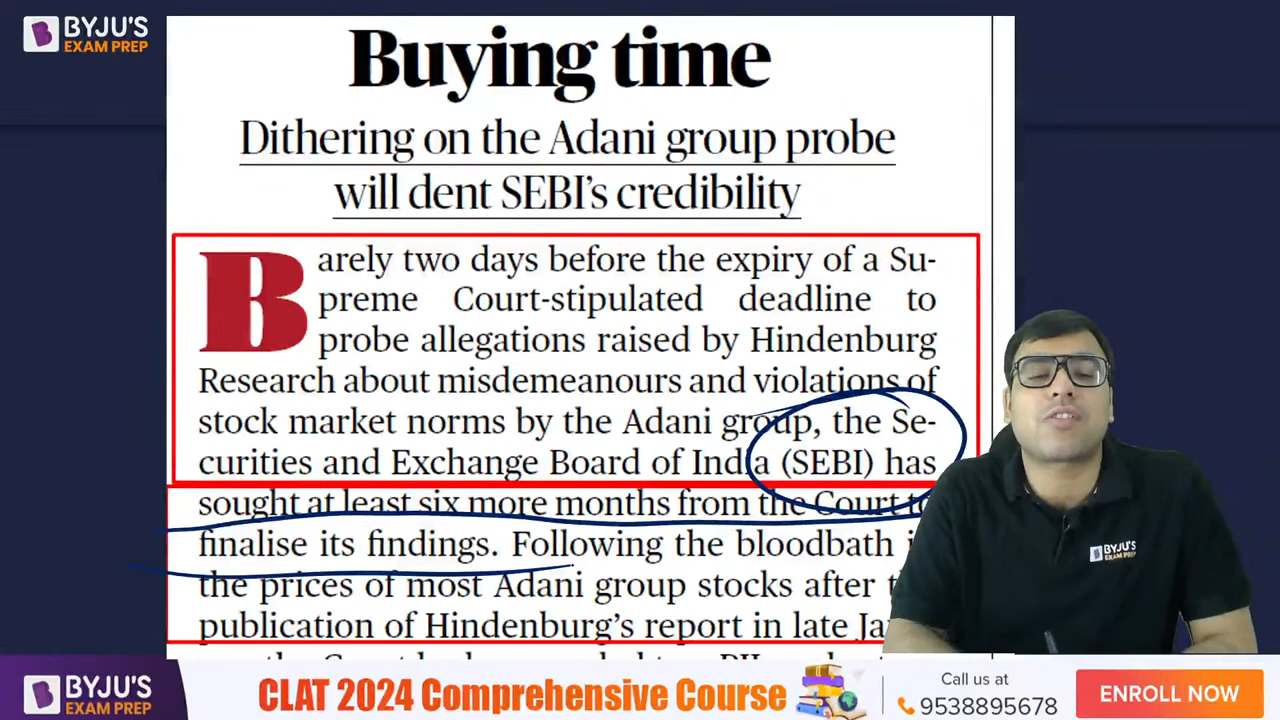 BYJU'S
EXAM PREP
Buying time
Dithering on the Adani group probe
will dent SEBI's credibility
Barely two days before the expiry of a Su-
preme Court-stipulated deadline to
probe allegations raised by Hindenburg
Research about misdemeanours and violations of
stock market norms by the Adani group, the Se-
curities and Exchange Board of India (SEBI) has
sought at least six more months from the Court to
finalise its findings. Following the bloodbath
the prices of most Adani group stocks after
publication of Hindenburg's report in late
BYJU'S
EXAM PREP
BYJU'S
EXAM PREP
CLAT 2024 Comprehensive Course
Call us at
9538895678
ENROLL NOW